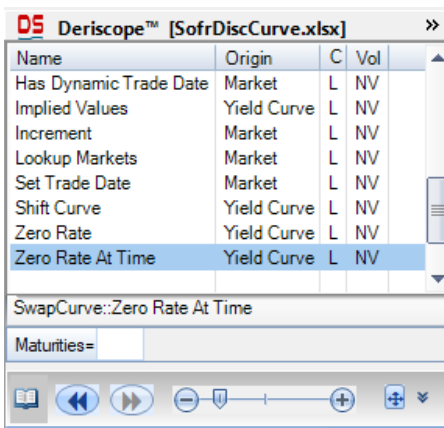 DS Deriscope™ [SofrDiscCurve.xlsx] »
Name Origin C Vol
Has Dynamic Trade Date Market L NV
Implied Values Yield Curve L NV
Increment Market L NV
Lookup Markets Market L NV
Set Trade Date Market L NV
Shift Curve Yield Curve L NV
Zero Rate Yield Curve L NV
Zero Rate At Time Yield Curve L NV
SwapCurve::Zero Rate At Time
Maturities=